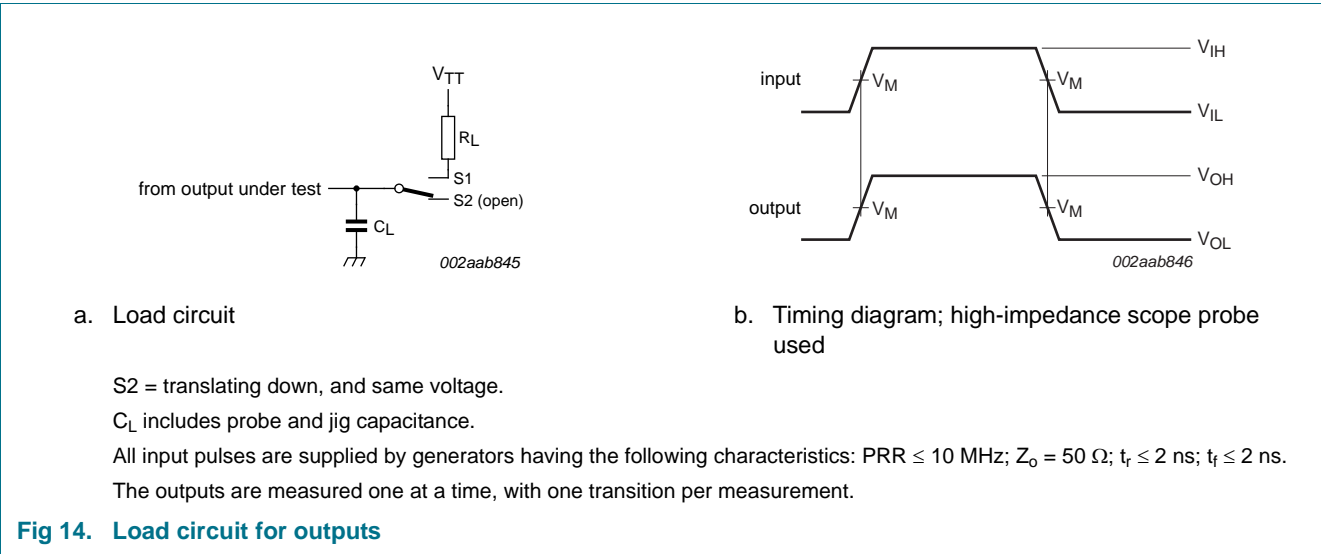 VTT
RL
S1
from output under test
S2 (open)
CL
002aab845
a. Load circuit
VIH
input
VM
VM
VIL
VOH
output
VM
VM
VOL
002aab846
b. Timing diagram; high-impedance scope probe
used
S2 = translating down, and same voltage.
CL includes probe and jig capacitance.
All input pulses are supplied by generators having the following characteristics: PRR ≤ 10 MHz; Zo = 50 Ω; tr ≤ 2 ns; tf ≤ 2 ns.
The outputs are measured one at a time, with one transition per measurement.
Fig 14. Load circuit for outputs